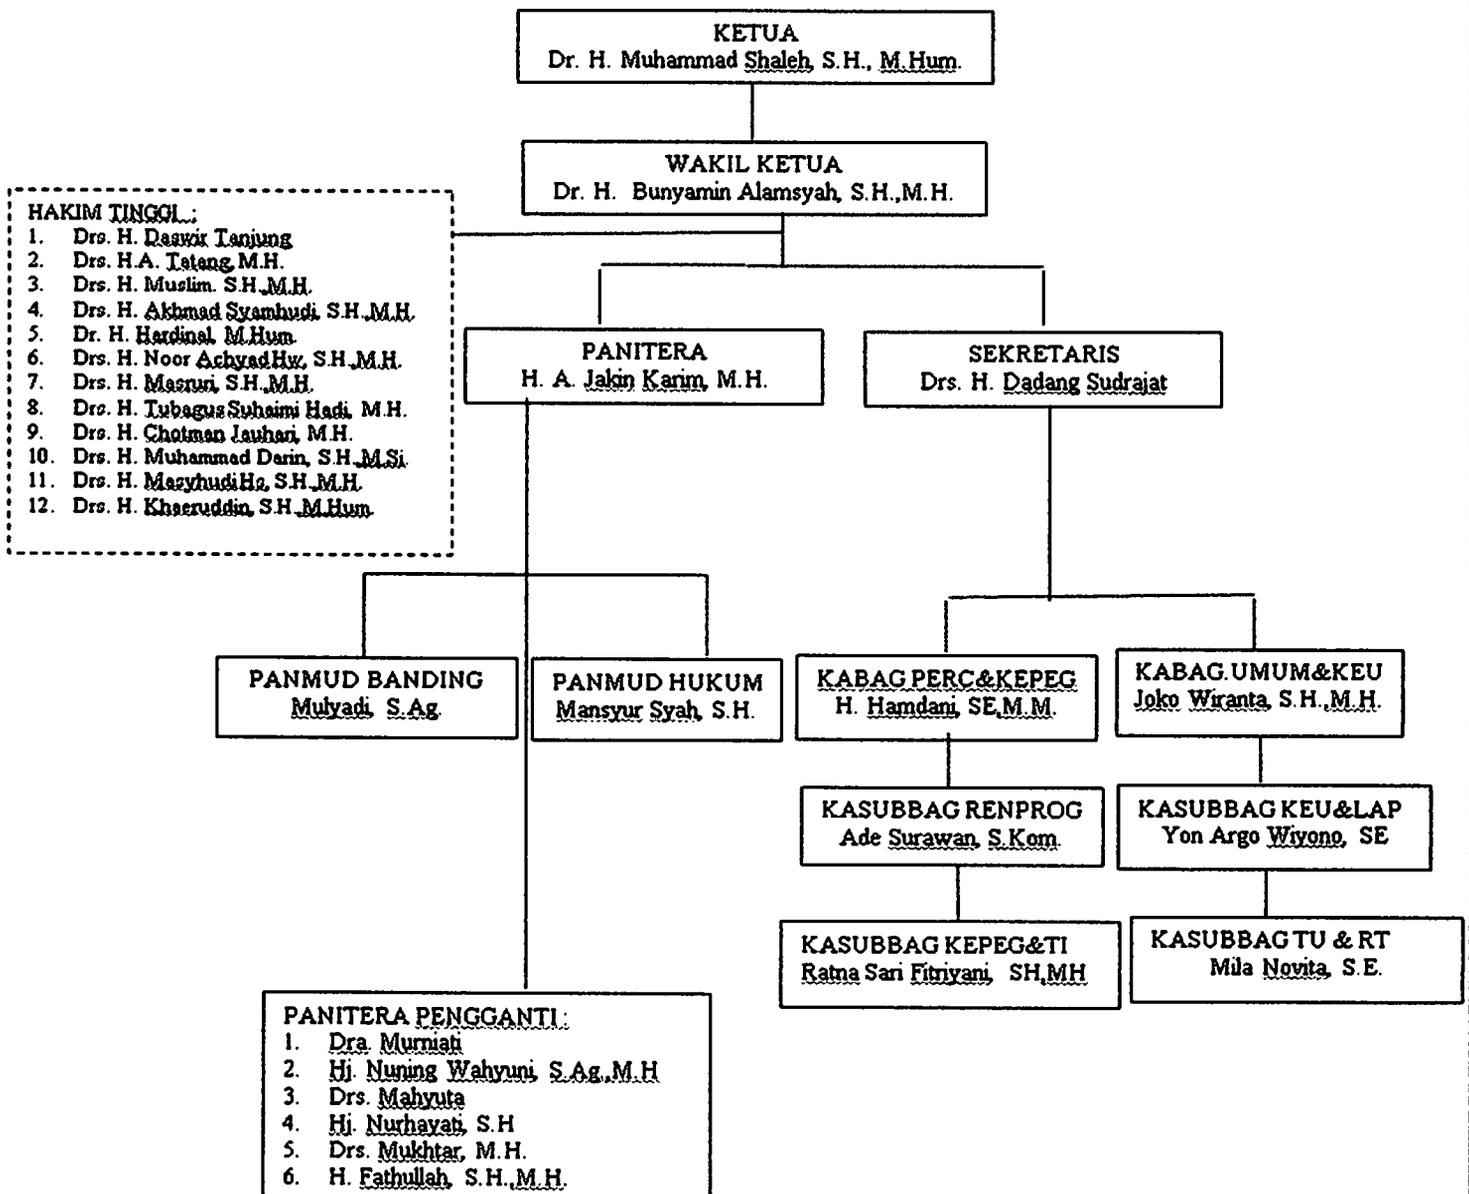 KETUA
Dr. H. Muhammad Shaleh, S.H., M.Hum.
WAKIL KETUA
Dr. H. Bunyamin Alamsyah, S.H.,M.H.
HAKIM TINGGI :
1. Drs. H. Daswir Tanjung
2. Drs. H.A. Tatang, M.H.
3. Drs. H. Muslim. S.H.,M.H.
4. Drs. H. Akhmad Syamhudi, S.H.,M.H.
5. Dr. H. Hardinal, M.Hum
6. Drs. H. Noor Achyad Hw, S.H.,M.H.
7. Drs. H. Masruri, S.H.,M.H.
8. Drs. H. Tubagus Suhaimi Hadi, M.H.
9. Drs. H. Chotman Jauhari, M.H.
10. Drs. H. Muhammad Darin, S.H.,M.Si.
11. Drs. H. Masyhudi Hs, S.H.,M.H.
12. Drs. H. Khaeruddin, S.H.,M.Hum.
PANITERA
H. A. Jakin Karim, M.H.
SEKRETARIS
Drs. H. Dadang Sudrajat
PANMUD BANDING
Mulyadi, S.Ag.
PANMUD HUKUM
Mansyur Syah, S.H.
KABAG PERC&KEPEG
H. Hamdani, SE,M.M.
KABAG.UMUM&KEU
Joko Wiranta, S.H.,M.H.
KASUBBAG RENPROG
Ade Surawan, S.Kom.
KASUBBAG KEU&LAP
Yon Argo Wiyono, SE
KASUBBAG KEPEG&TI
Ratna Sari Fitriyani, SH,MH
KASUBBAG TU & RT
Mila Novita, S.E.
PANITERA PENGGANTI :
1. Dra. Murniati
2. Hj. Nuning Wahyuni, S.Ag.,M.H
3. Drs. Mahyuta
4. Hj. Nurhayati, S.H
5. Drs. Mukhtar, M.H.
6. H. Fathullah, S.H.,M.H.